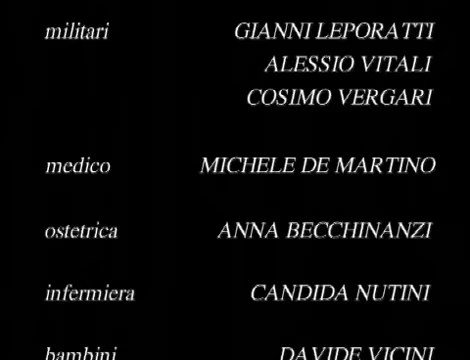 militari GIANNI LEPORATTI
ALESSIO VITALI
COSIMO VERGARI
medico MICHELE DE MARTINO
ostetrica ANNA BECCHINANZI
infermiera CANDIDA NUTINI
bambini DAVIDE VICINI